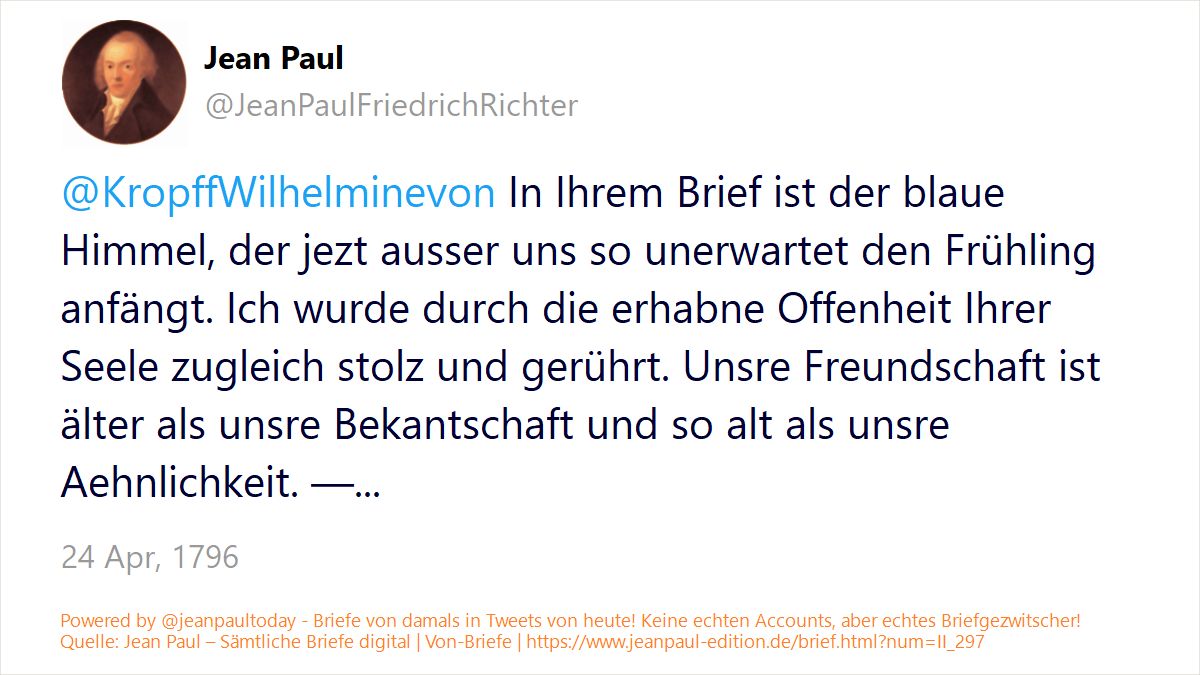 Jean Paul
@JeanPaulFriedrichRichter
@KropffWilhelminevon In Ihrem Brief ist der blaue
Himmel, der jezt ausser uns so unerwartet den Frühling
anfängt. Ich wurde durch die erhabne Offenheit Ihrer
Seele zugleich stolz und gerührt. Unsre Freundschaft ist
älter als unsre Bekantschaft und so alt als unsre
Aehnlichkeit. —...
24 Apr, 1796
Powered by @jeanpaultoday - Briefe von damals in Tweets von heute! Keine echten Accounts, aber echtes Briefgezwitscher!
Quelle: Jean Paul – Sämtliche Briefe digital | Von-Briefe | https://www.jeanpaul-edition.de/brief.html?num=II_297